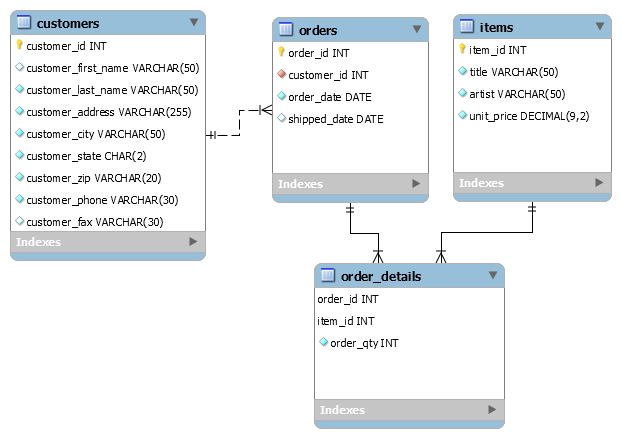 customers
customer_id INT
customer_first_name VARCHAR(50)
customer_last_name VARCHAR(50)
customer_address VARCHAR(255)
customer_city VARCHAR(50)
customer_state CHAR(2)
customer_zip VARCHAR(20)
customer_phone VARCHAR(30)
customer_fax VARCHAR(30)
Indexes
orders
order_id INT
customer_id INT
order_date DATE
shipped_date DATE
Indexes
items
item_id INT
title VARCHAR(50)
artist VARCHAR(50)
unit_price DECIMAL(9,2)
Indexes
order_details
order_id INT
item_id INT
order_qty INT
Indexes